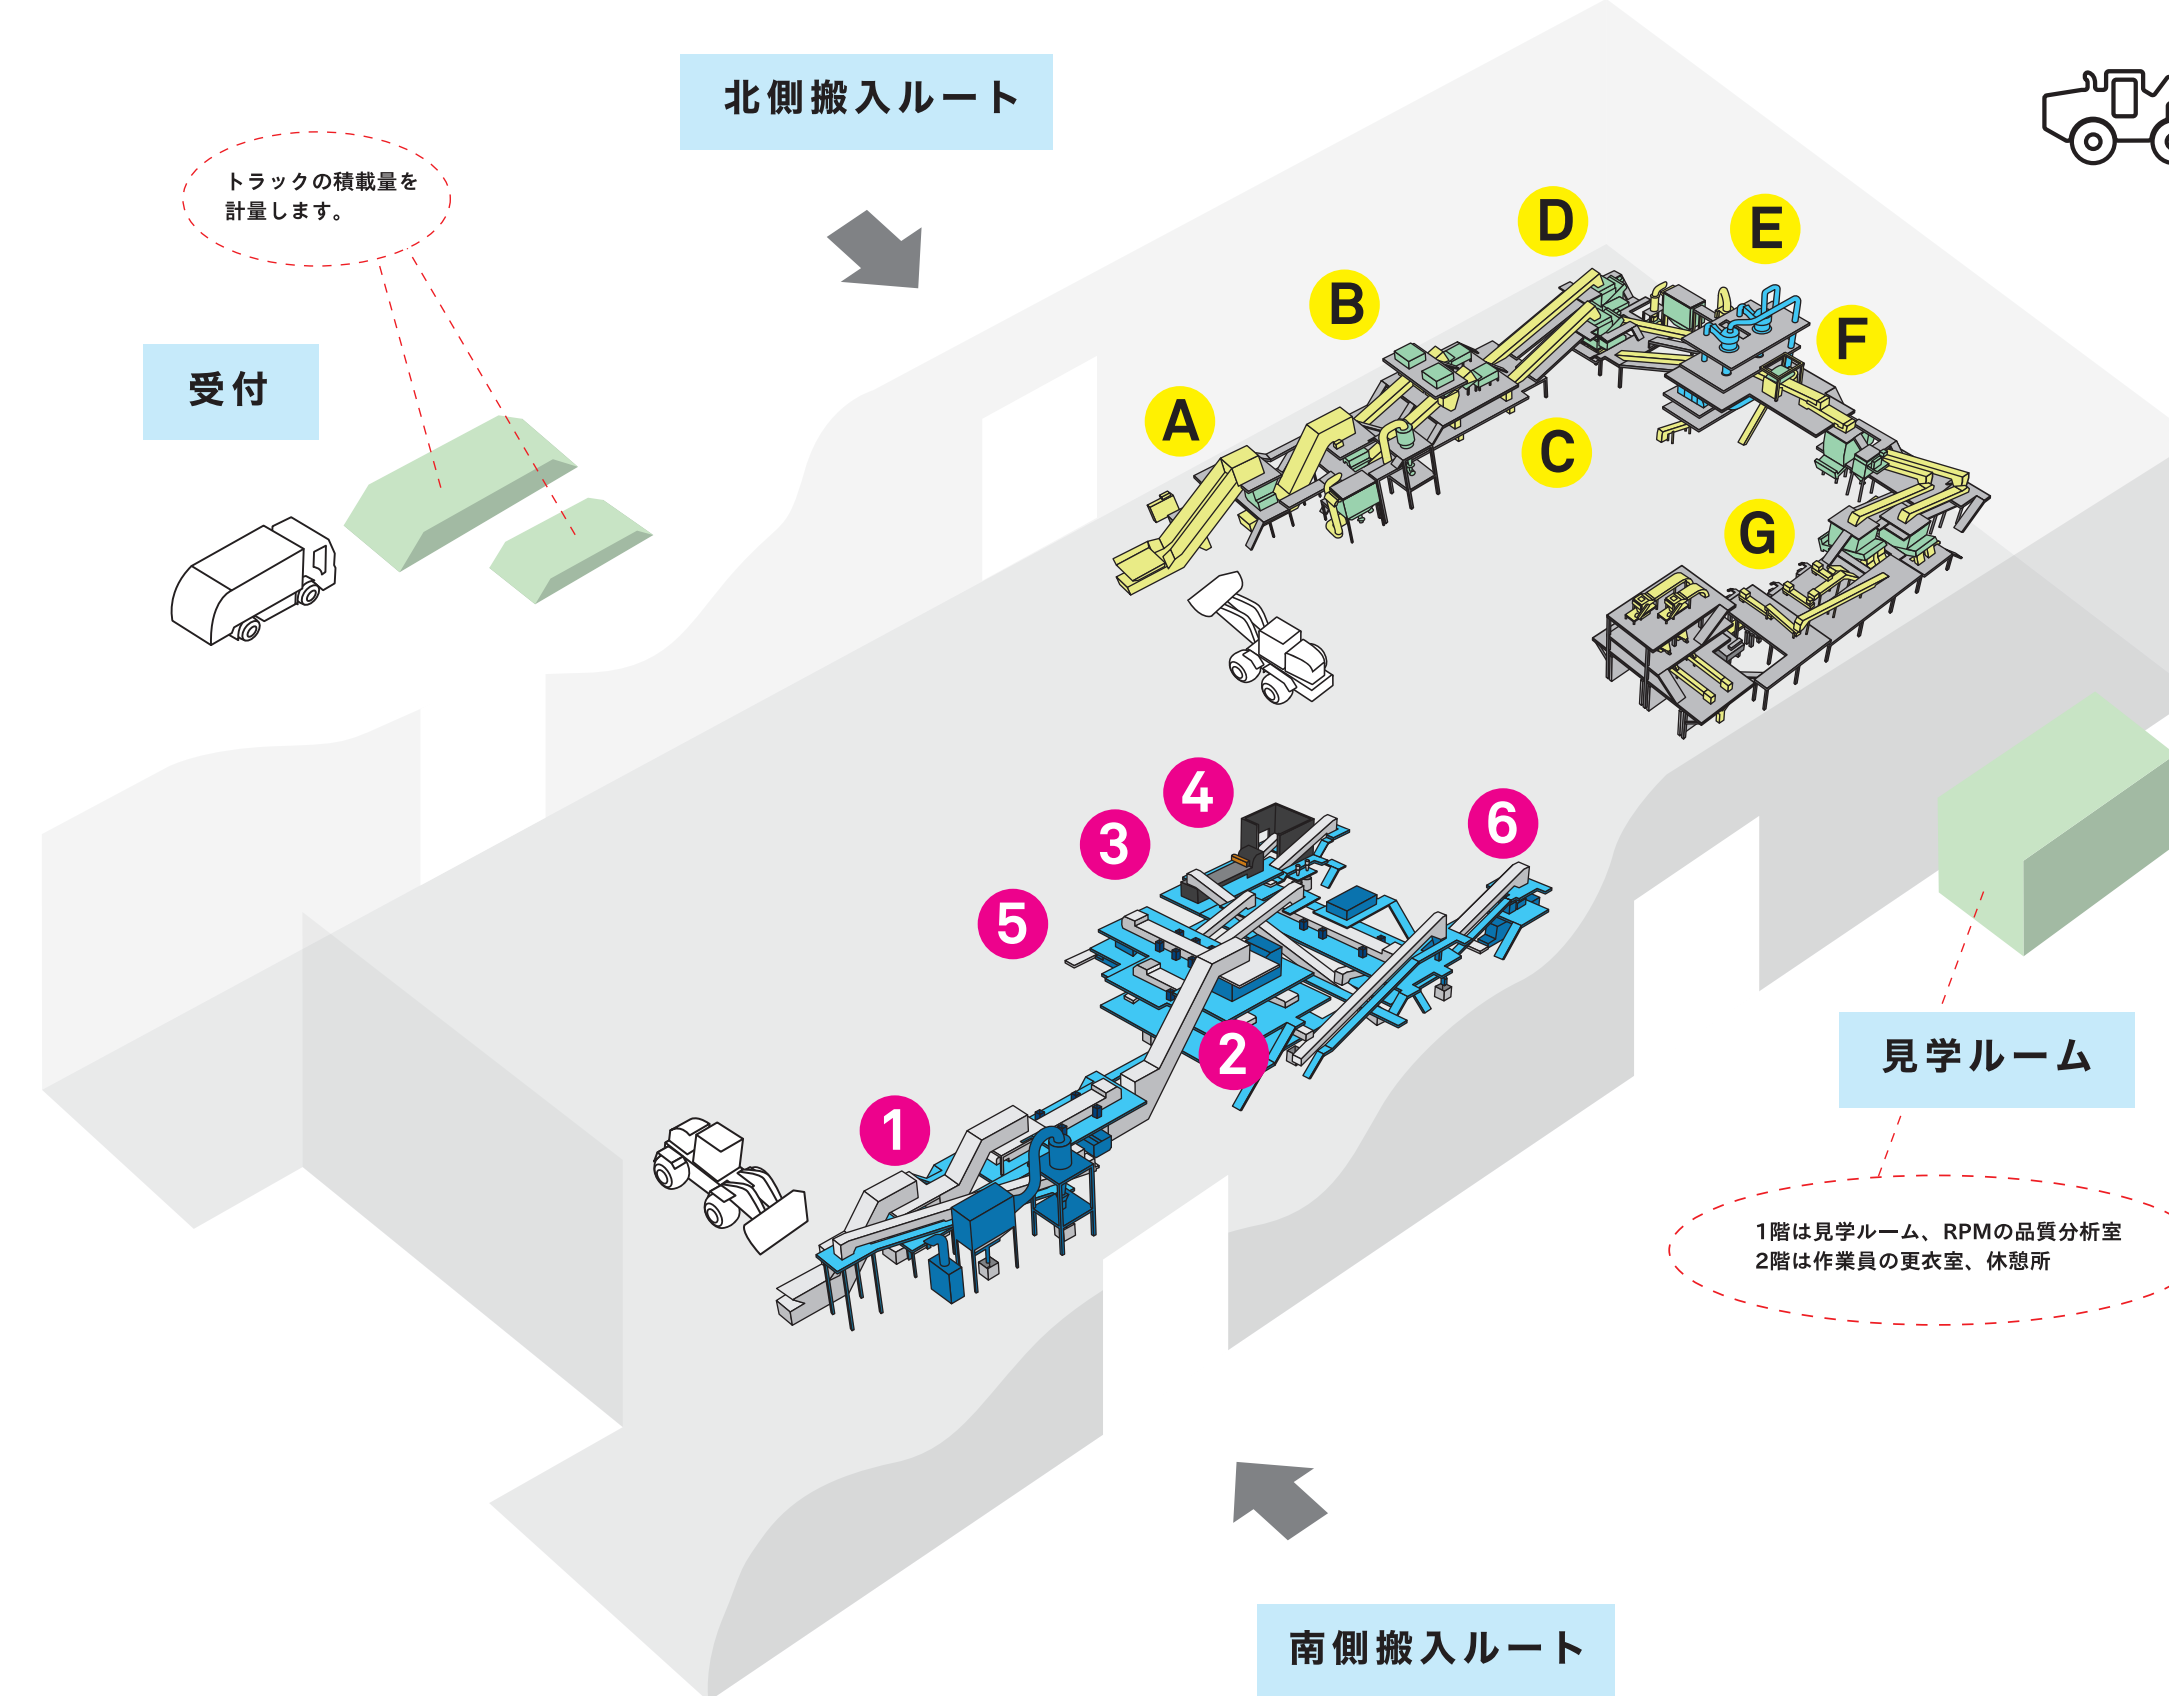 北側搬入ルート
トラックの積載量を
計量します。
受付
D
E
B
F
A
C
G
4
6
3
5
2
見学ルーム
1
1階は見学ルーム、RPMの品質分析室
2階は作業員の更衣室、休憩所
南側搬入ルート